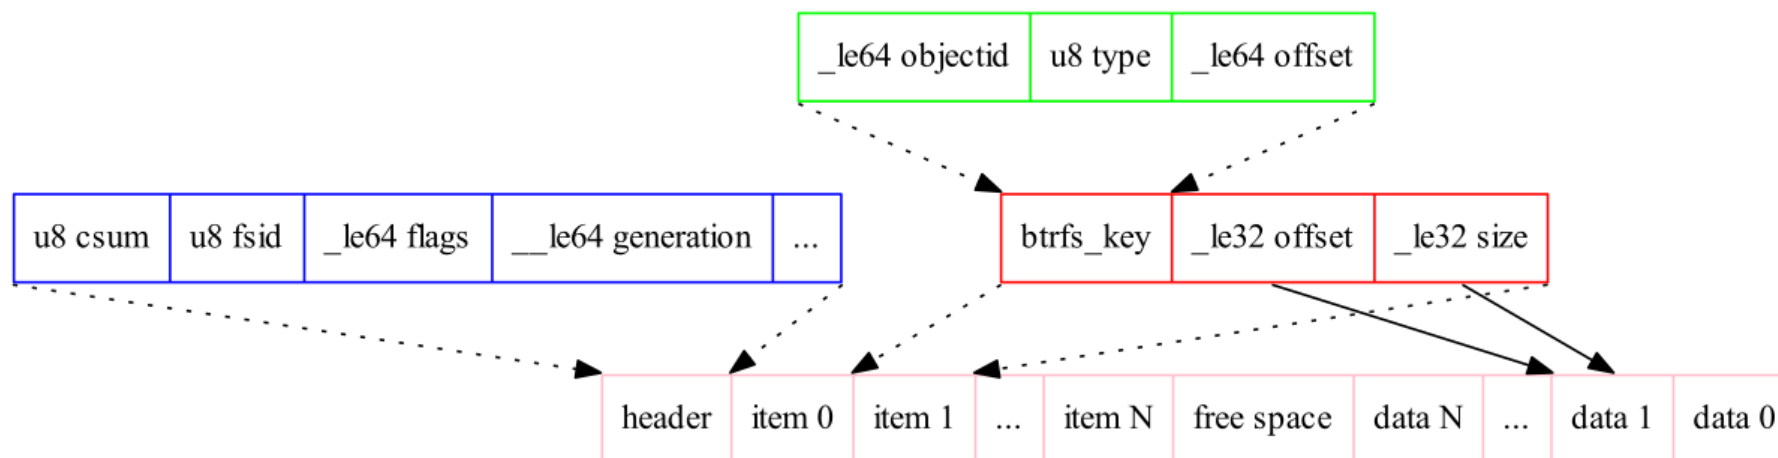 _le64 objectid u8 type _le64 offset
u8 csum u8 fsid _le64 flags __le64 generation ... btrfs_key _le32 offset _le32 size
header item 0 item 1 ... item N free space data N ... data 1 data 0